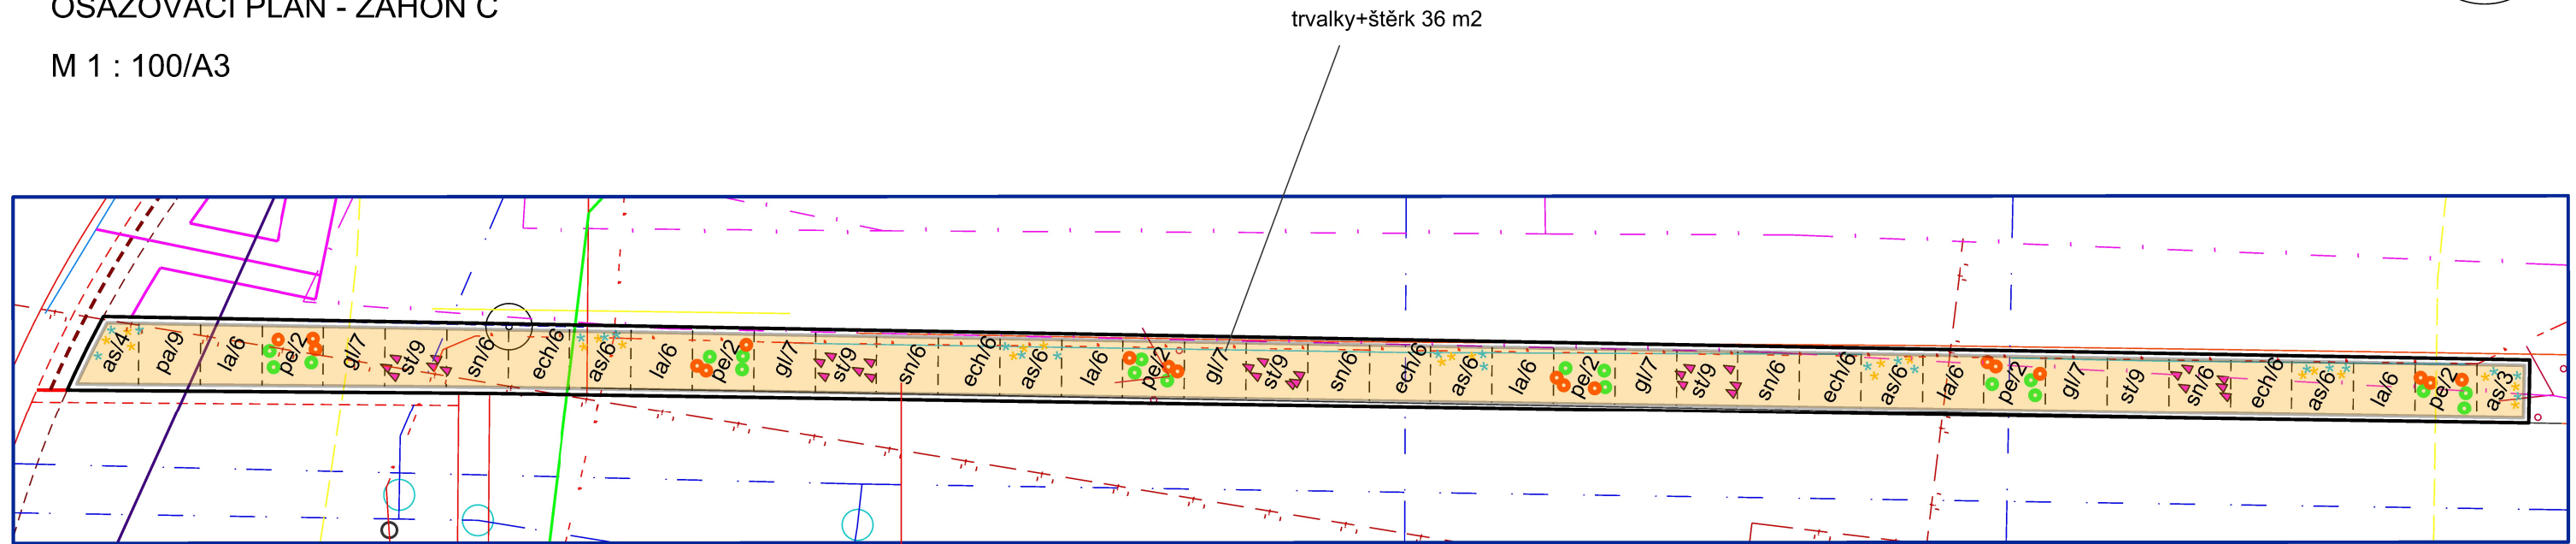 OSAZOVACÍ PLÁN - ZÁHON C
trvalky+štěrk 36 m2
M 1 : 100/A3
as/4
pa/9
la/6
pe/2
gl/7
st/9
sn/6
ech/6
as/6
la/6
pe/2
gl/7
st/9
sn/6
ech/6
as/6
la/6
pe/2
gl/7
st/9
sn/6
ech/6
as/6
la/6
pe/2
gl/7
st/9
sn/6
ech/6
as/6
la/6
pe/2
gl/7
st/9
sn/6
ech/6
as/6
la/6
pe/2
as/3